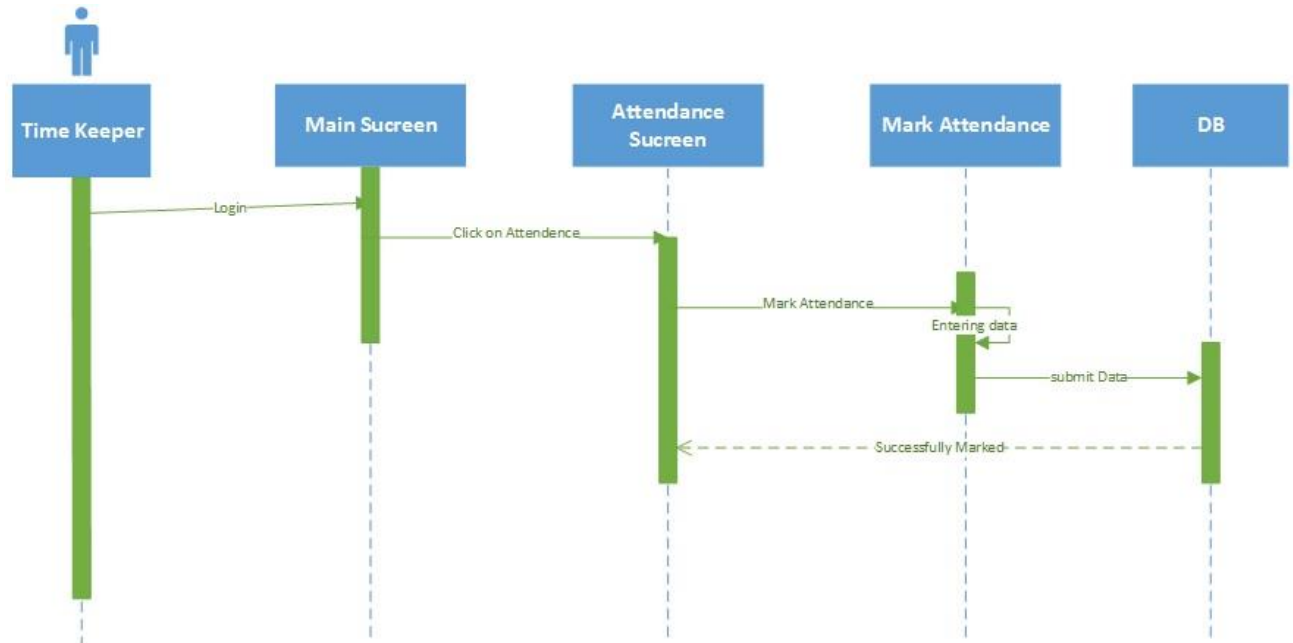 Time Keeper
Main Sucreen
Attendance
Sucreen
Mark Attendance
DB
Login
Click on Attendence
Mark Attendance
Entering data
submit Data
Successfully Marked